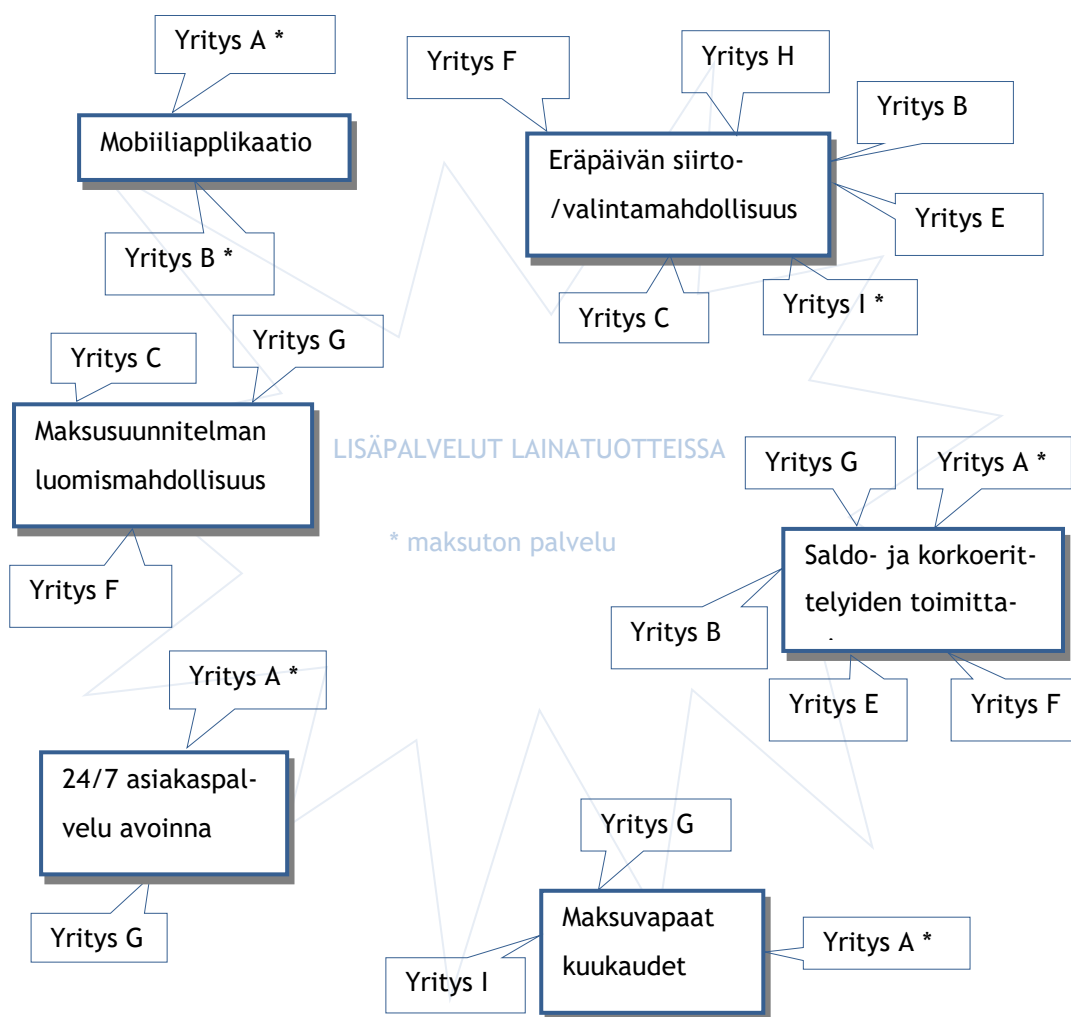 Yritys A *
Mobiiliapplikaatio
Yritys B *
Yritys F
Yritys H
Yritys B
Eräpäivän siirto-
/valintamahdollisuus
Yritys E
Yritys C
Yritys I *
Yritys C
Yritys G
Maksusuunnitelman
luomismahdollisuus
Yritys F
LISÄPALVELUT LAINATUOTTEISSA
* maksuton palvelu
Yritys G
Yritys A *
Saldo- ja korkoerit-
telyiden toimitta-
Yritys B
Yritys E
Yritys F
Yritys A *
24/7 asiakaspal-
velu avoinna
Yritys G
Yritys G
Maksuvapaat
kuukaudet
Yritys A *
Yritys I